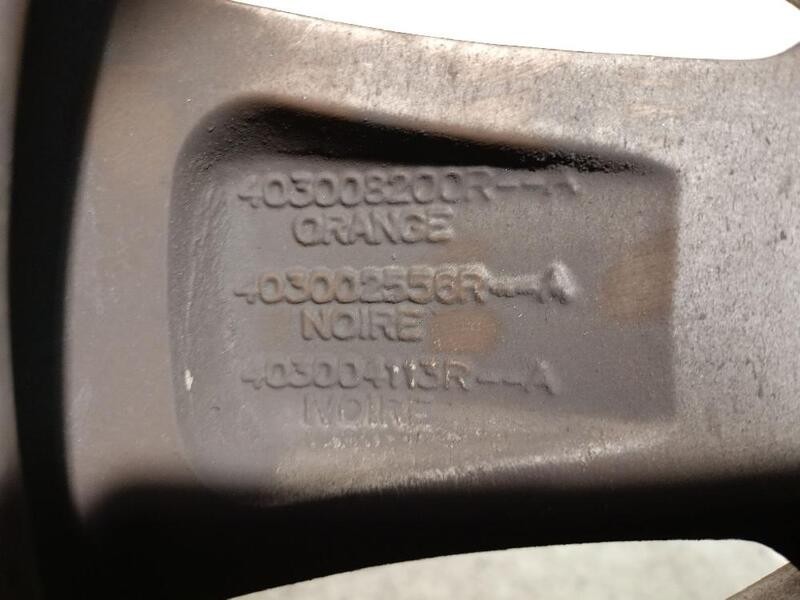 403008200R--A
ORANGE
403002556R--A
NOIRE
403004113R--A
NOIRE